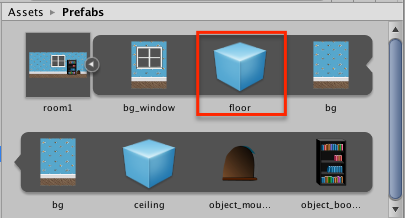 Assets ▸ Prefabs
room1 bg_window floor bg
bg ceiling object_mou... object_boo...